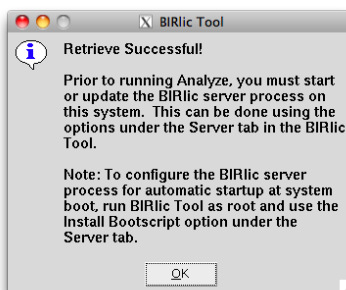 BIRlic Tool
Retrieve Successful!
Prior to running Analyze, you must start
or update the BIRlic server process on
this system. This can be done using the
options under the Server tab in the BIRlic
Tool.
Note: To configure the BIRlic server
process for automatic startup at system
boot, run BIRlic Tool as root and use the
Install Bootscript option under the
Server tab.
OK